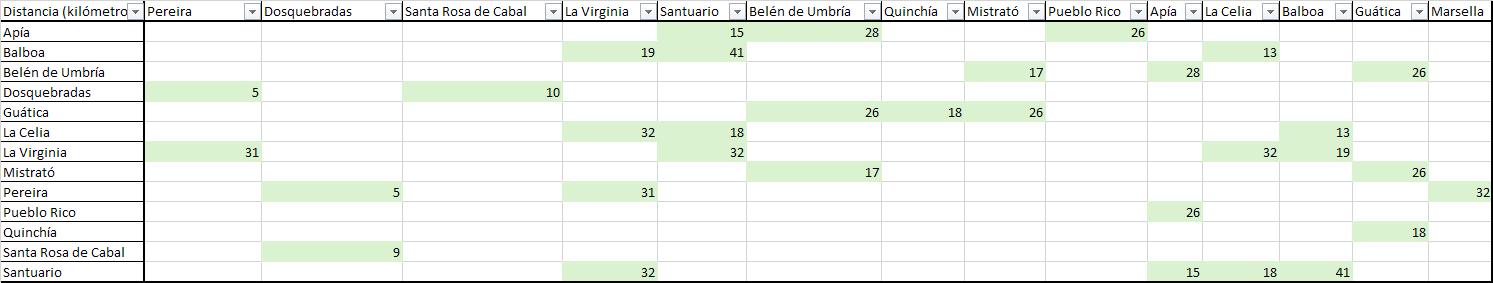 Distancia (kilómetro Pereira Dosquebradas Santa Rosa de Cabal La Virginia Santuario Belén de Umbría Quinchía Mistrató Pueblo Rico Apía La Celia Balboa Guática Marsella
Apía 15 28 26
Balboa 19 41 13
Belén de Umbría 17 28 26
Dosquebradas 5 10
Guática 26 18 26
La Celia 32 18 13
La Virginia 31 32 32 19
Mistrató 17 26
Pereira 5 31 32
Pueblo Rico 26
Quinchía 18
Santa Rosa de Cabal 9
Santuario 32 15 18 41